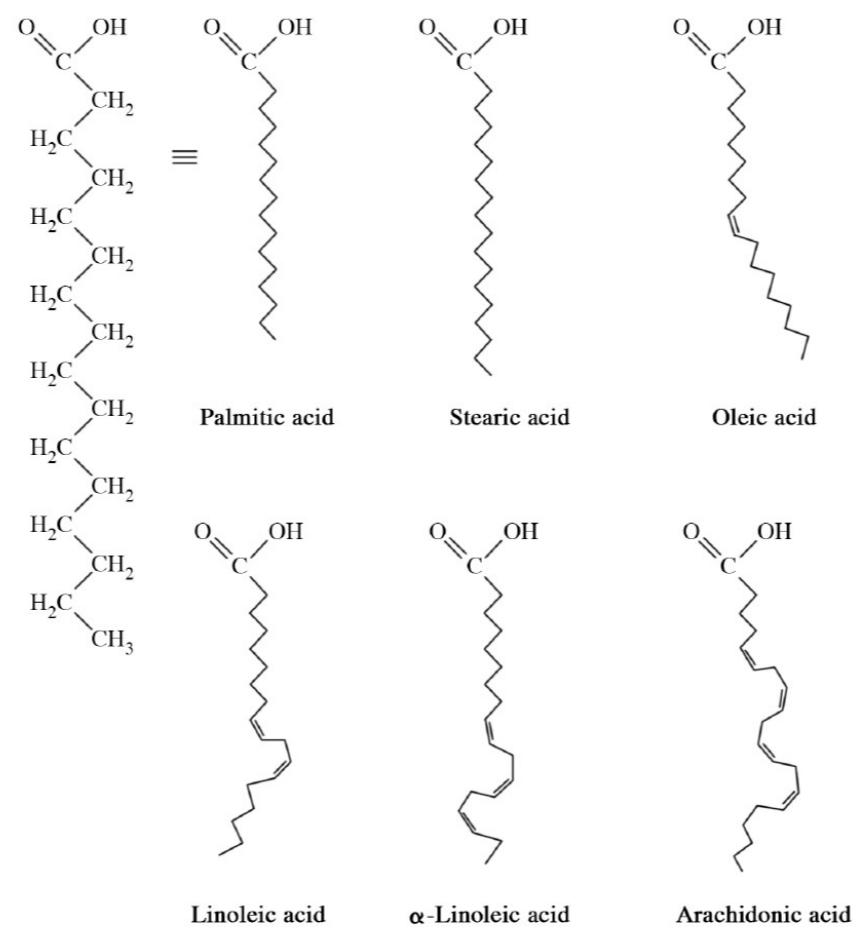 O OH
C
CH₂
H₂C
CH₂
H₂C
CH₂
H₂C
CH₂
H₂C
CH₂
H₂C
CH₂
H₂C
CH₂
H₂C
CH₃
≡
O OH
C
Palmitic acid
O OH
C
Stearic acid
O OH
C
Oleic acid
O OH
C
Linoleic acid
O OH
C
α-Linoleic acid
O OH
C
Arachidonic acid